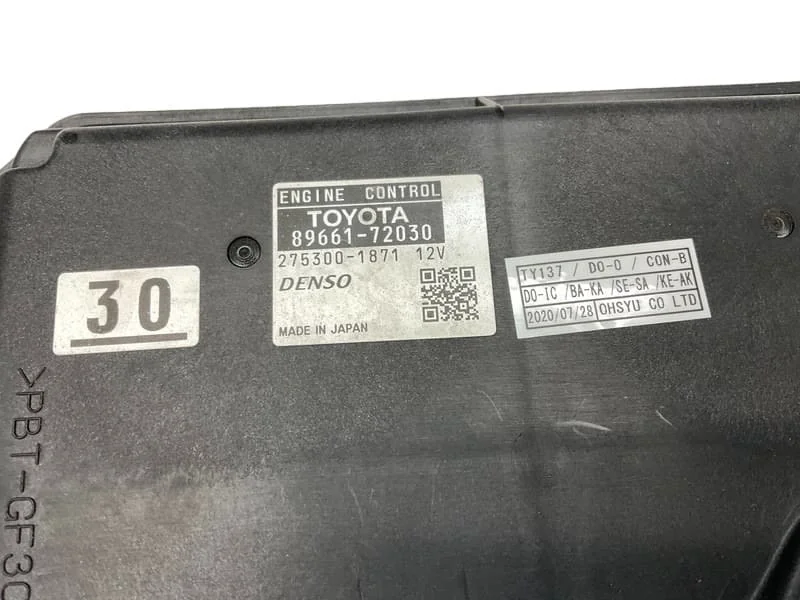 ENGINE CONTROL
TOYOTA
89661-72030
275300-1871 12V
DENSO
MADE IN JAPAN
30
TY137 / DO-O / CON-B
DO-IC /BA-KA /SE-SA /KE-AK
2020/07/28 OHSYU CO LTD
>PBT-GF30